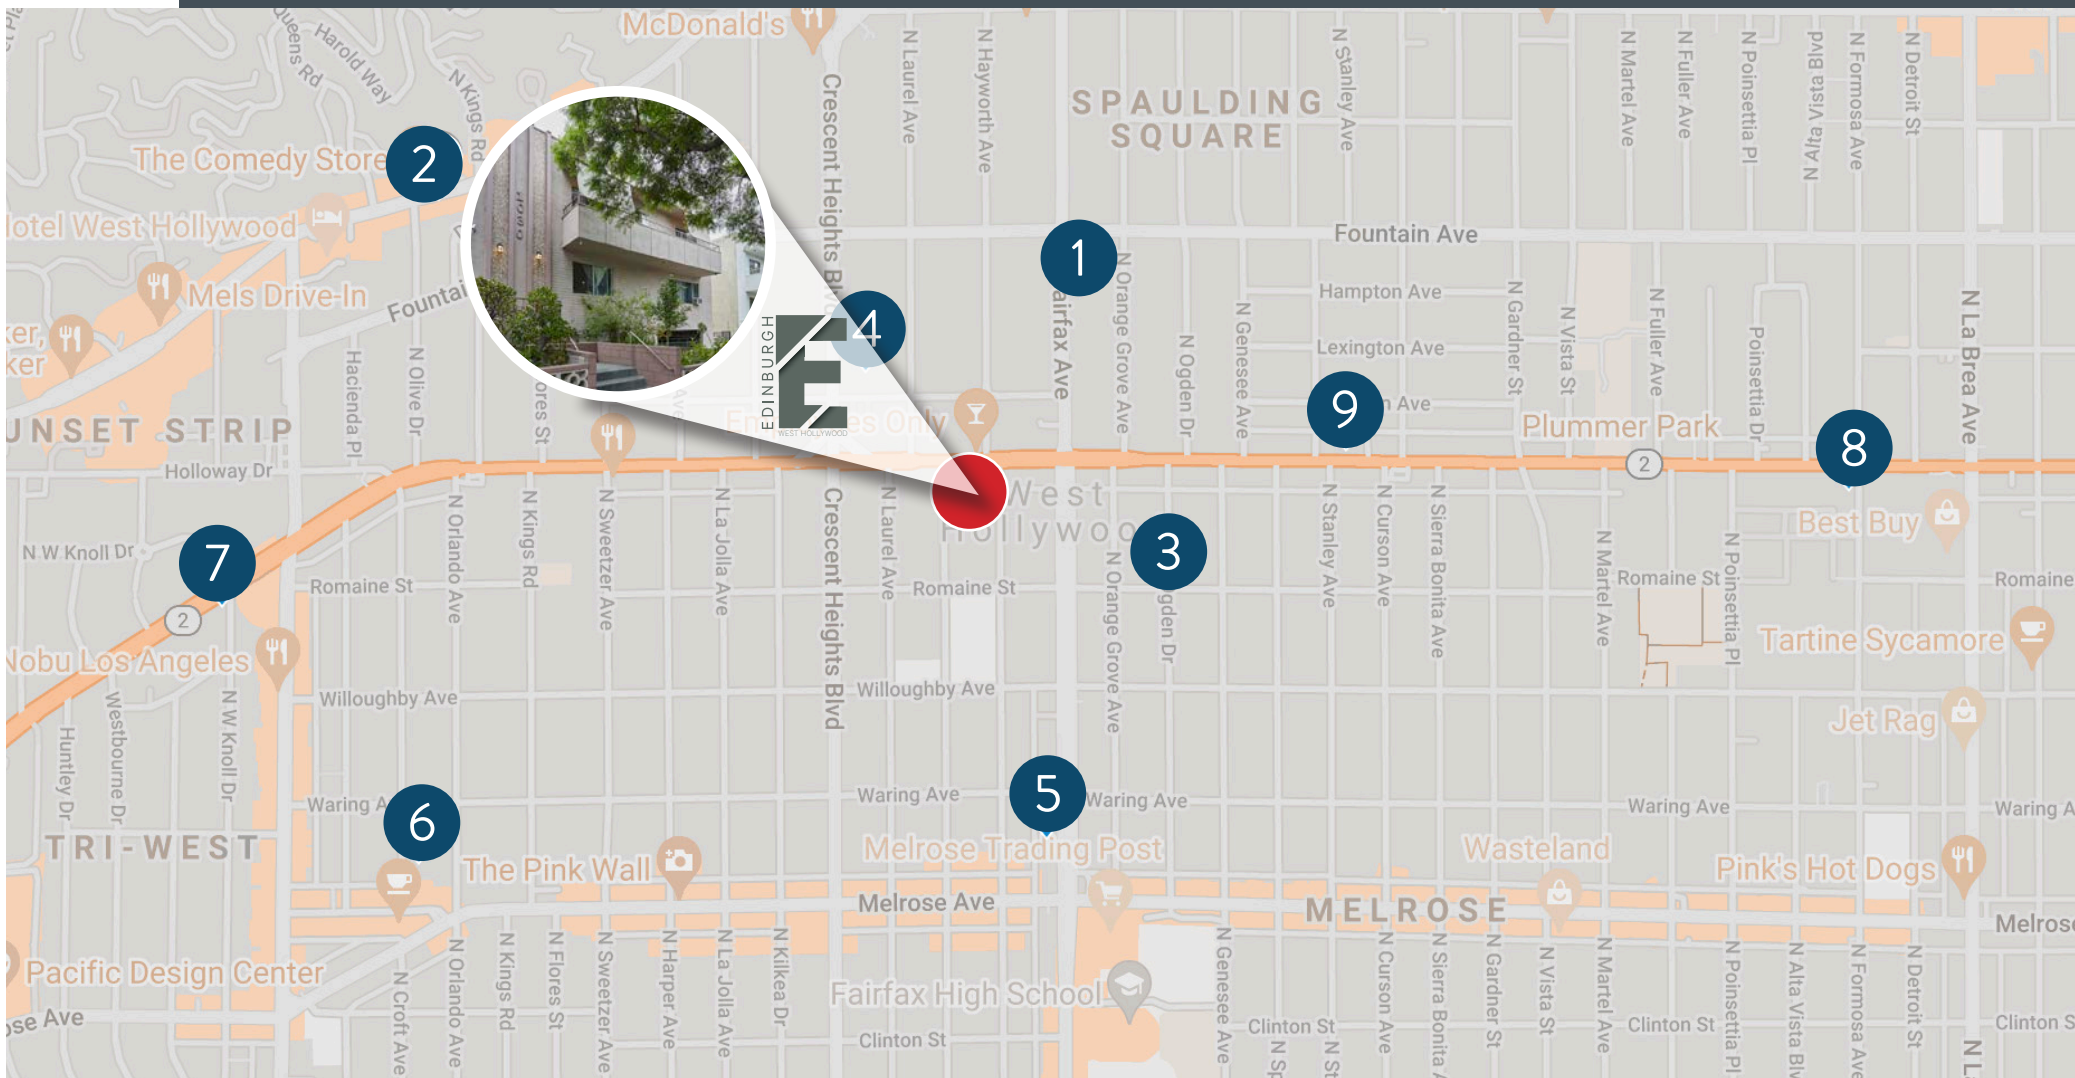 McDonald's
Queens Rd
Harold Way
N Kings Rd
Crescent Heights Blvd
N Laurel Ave
N Hayworth Ave
SPAULDING
SQUARE
N Stanley Ave
N Martel Ave
N Fuller Ave
N Poinsettia Pl
N Alta Vista Blvd
N Formosa Ave
N Detroit St
The Comedy Store
2
Hotel West Hollywood
Mels Drive-In
Fountain Ave
1
Hampton Ave
Lexington Ave
N Orange Grove Ave
N Ogden Dr
N Genesee Ave
N Gardner St
N Vista St
N Fuller Ave
Poinsettia Dr
N La Brea Ave
4
EDINBURGH
E
WEST HOLLYWOOD
Hacienda Pl
N Olive Dr
SUNSET STRIP
Holloway Dr
Only
9
Ave
Plummer Park
2
8
West
Hollywood
Best Buy
N W Knoll Dr
7
2
N Orlando Ave
N Kings Rd
N Sweetzer Ave
N La Jolla Ave
Crescent Heights Blvd
N Laurel Ave
3
N Orange Grove Ave
N Stanley Ave
N Curson Ave
N Sierra Bonita Ave
N Martel Ave
N Poinsettia Pl
Romaine St
Romaine St
Romaine St
Romaine
Nobu Los Angeles
Tartine Sycamore
Willoughby Ave
Willoughby Ave
Huntley Dr
Westbourne Dr
N W Knoll Dr
Jet Rag
5
Waring Ave
Waring Ave
Waring Ave
Waring A
6
TRI-WEST
The Pink Wall
Melrose Trading Post
Wasteland
Pink's Hot Dogs
Melrose Ave
MELROSE
Pacific Design Center
Fairfax High School
N Croft Ave
N Orlando Ave
N Kings Rd
N Flores St
N Sweetzer Ave
N Harper Ave
N La Jolla Ave
N Kilkea Dr
N Genesee Ave
N Curson Ave
N Sierra Bonita
N Gardner St
N Vista St
N Martel Ave
N Poinsettia Pl
N Alta Vista Blv
N Formosa Ave
N Detroit St
Clinton St
Clinton St
Clinton St
Clinton S